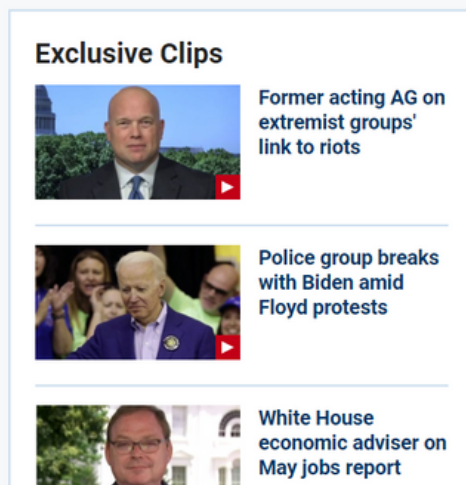 Exclusive Clips
Former acting AG on
extremist groups'
link to riots
Police group breaks
with Biden amid
Floyd protests
White House
economic adviser on
May jobs report